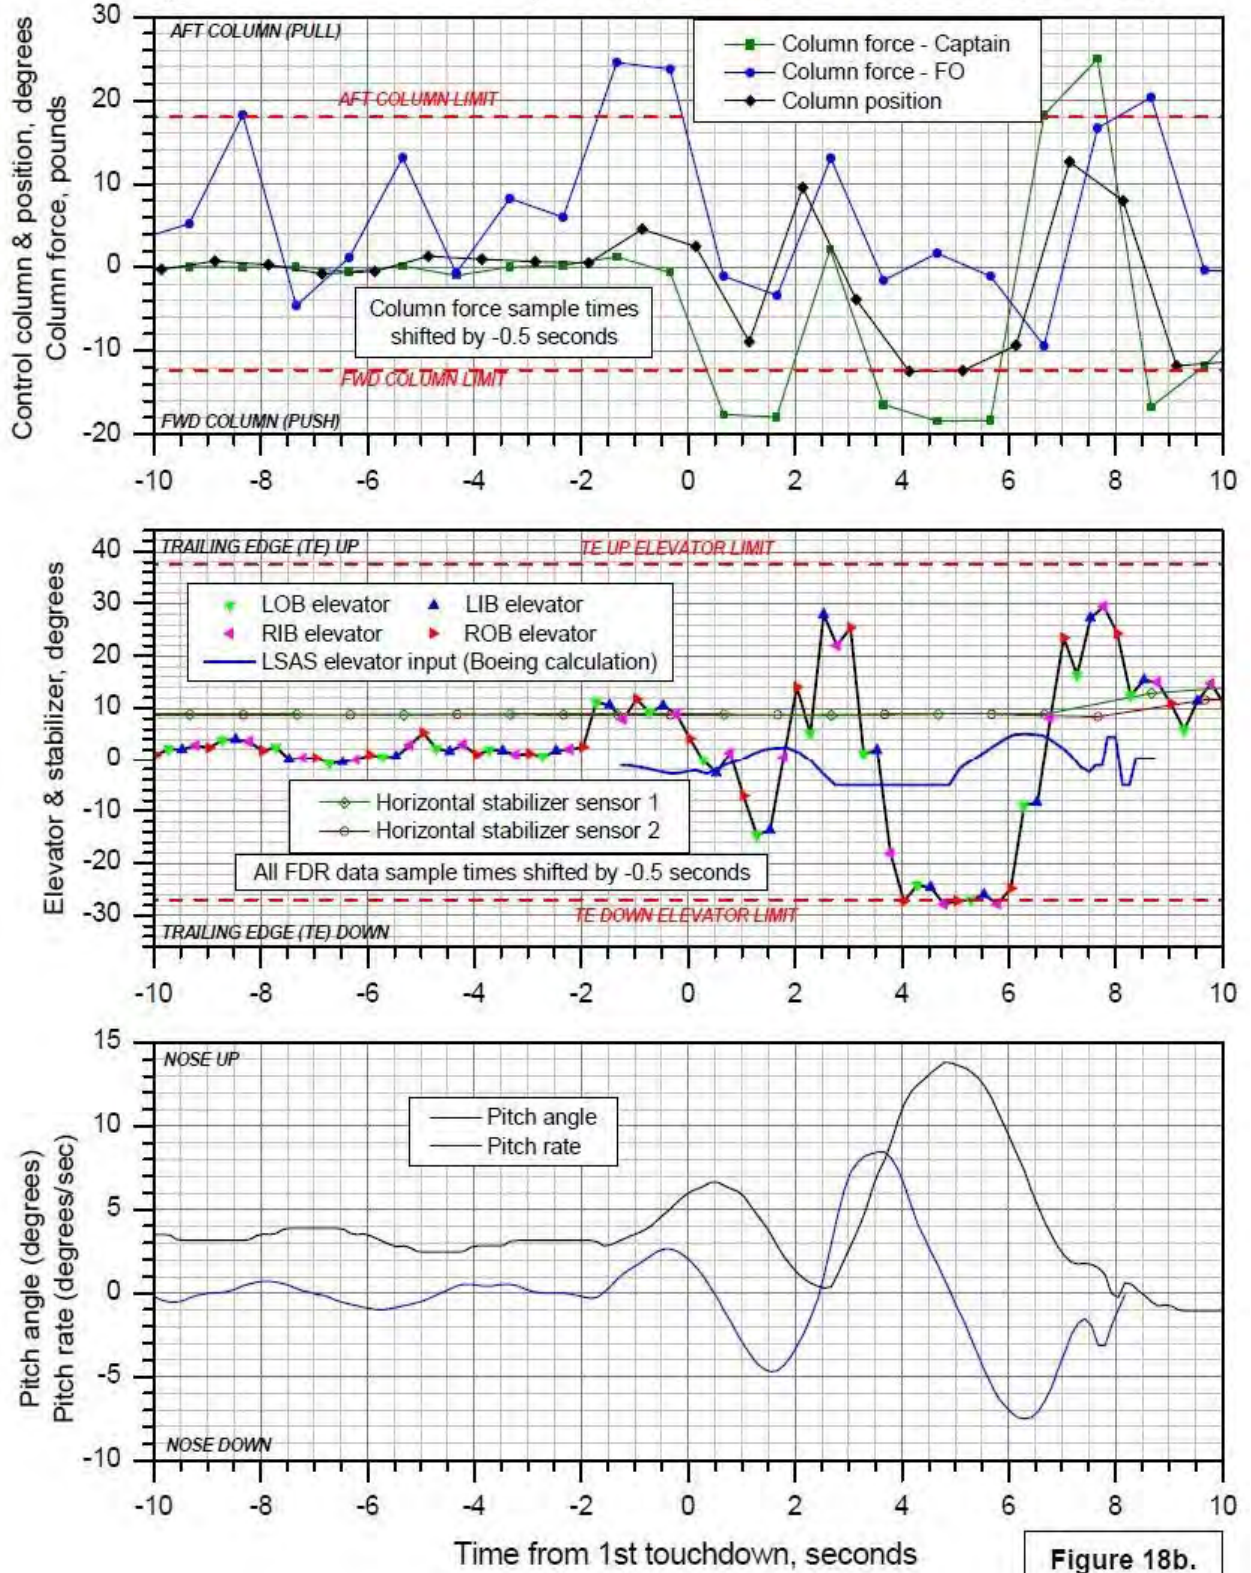 Control column & position, degrees
Column force, pounds
30
20
10
0
-10
-20
AFT COLUMN (PULL)
Column force - Captain
Column force - FO
Column position
AFT COLUMN LIMIT
Column force sample times
shifted by -0.5 seconds
FWD COLUMN LIMIT
FWD COLUMN (PUSH)
-10 -8 -6 -4 -2 0 2 4 6 8 10
Elevator & stabilizer, degrees
40
30
20
10
0
-10
-20
-30
TRAILING EDGE (TE) UP
TE UP ELEVATOR LIMIT
LOB elevator LIB elevator
RIB elevator ROB elevator
LSAS elevator input (Boeing calculation)
Horizontal stabilizer sensor 1
Horizontal stabilizer sensor 2
All FDR data sample times shifted by -0.5 seconds
TE DOWN ELEVATOR LIMIT
TRAILING EDGE (TE) DOWN
-10 -8 -6 -4 -2 0 2 4 6 8 10
Pitch angle (degrees)
Pitch rate (degrees/sec)
15
10
5
0
-5
-10
NOSE UP
Pitch angle
Pitch rate
NOSE DOWN
-10 -8 -6 -4 -2 0 2 4 6 8 10
Time from 1st touchdown, seconds
Figure 18b.